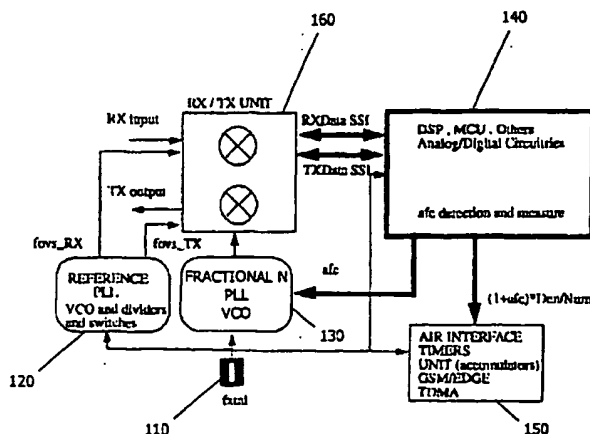 160
140
RX / TX UNIT
RX Input
RXData SSI
TXData SSI
DSP, MCU, Others
Analog/Digital Circuitries
TX output
afc detection and measure
fovs_RX
fovs_TX
REFERENCE
PLL
VCO and dividers
and switches
FRACTIONAL N
PLL
VCO
afc
(1+afc)*Den/Num
120
130
110
fxtal
AIR INTERFACE
TIMERS
UNIT (accumulators)
GSM/EDGE
TDMA
150